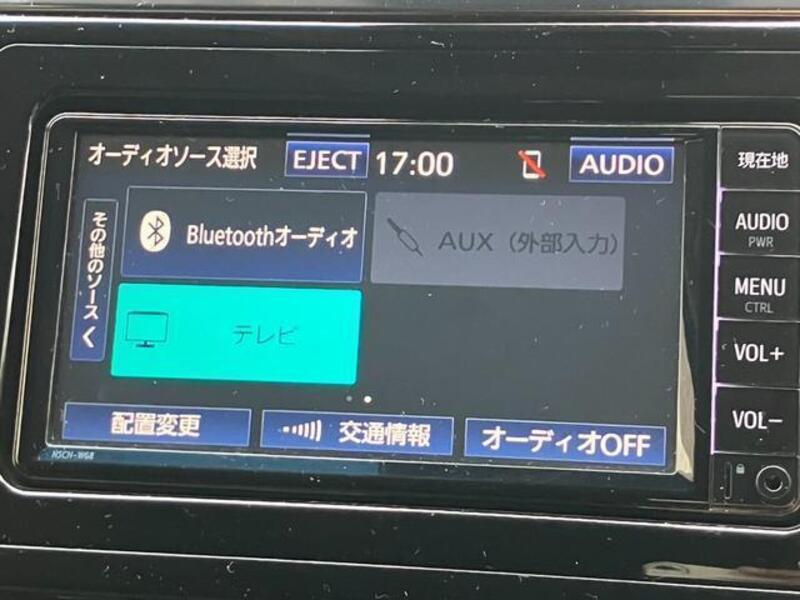 オーディオソース選択
EJECT
17:00
AUDIO
現在地
その他のソース
Bluetoothオーディオ
AUX（外部入力）
AUDIO
PWR
MENU
CTRL
テレビ
VOL+
VOL−
配置変更
交通情報
オーディオOFF
NSCN-W68